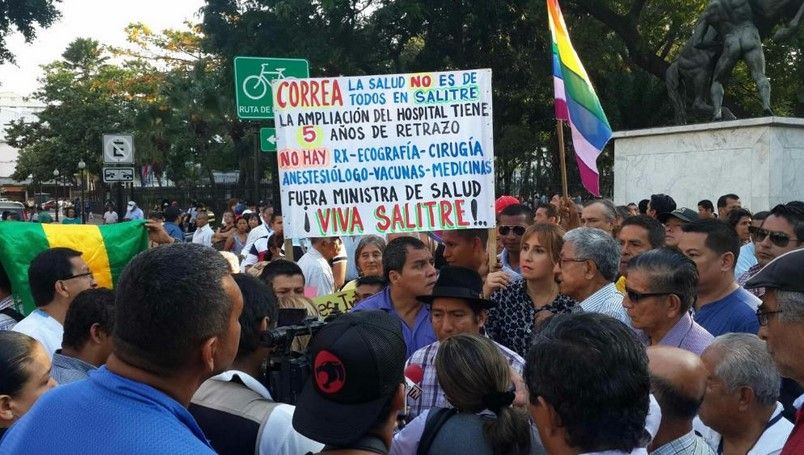 CORREA LA SALUD NO ES DE
TODOS EN SALITRE
LA AMPLIACIÓN DEL HOSPITAL TIENE
5 AÑOS DE RETRAZO
NO HAY RX-ECOGRAFÍA-CIRUGÍA
ANESTESIÓLOGO-VACUNAS-MEDICINAS
FUERA MINISTRA DE SALUD
¡VIVA SALITRE!..
RUTA DE
E